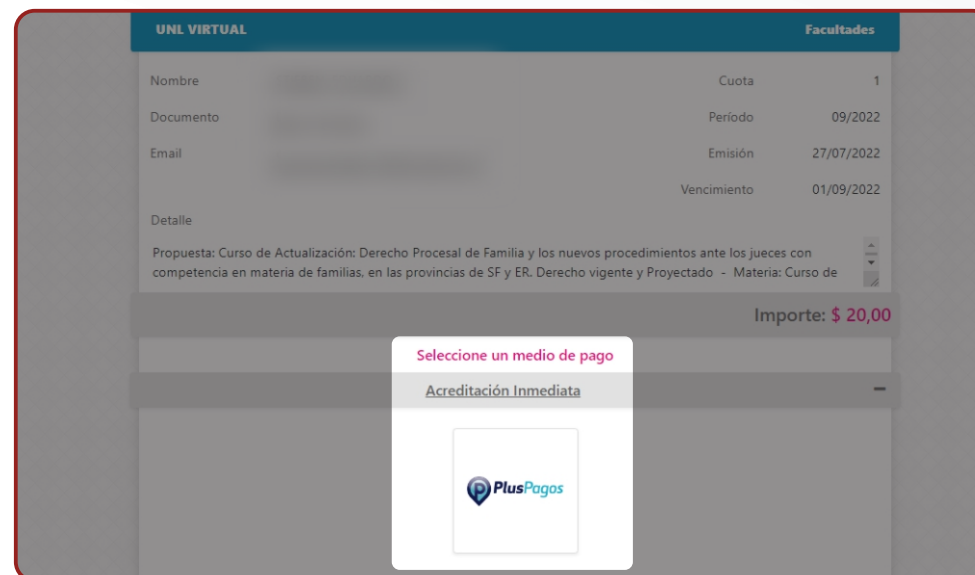 UNL VIRTUAL Facultades
Nombre Cuota 1
Documento Período 09/2022
Email Emisión 27/07/2022
Vencimiento 01/09/2022
Detalle
Propuesta: Curso de Actualización: Derecho Procesal de Familia y los nuevos procedimientos ante los jueces con
competencia en materia de familias, en las provincias de SF y ER. Derecho vigente y Proyectado - Materia: Curso de
Importe: $ 20,00
Seleccione un medio de pago
Acreditación Inmediata
PlusPagos